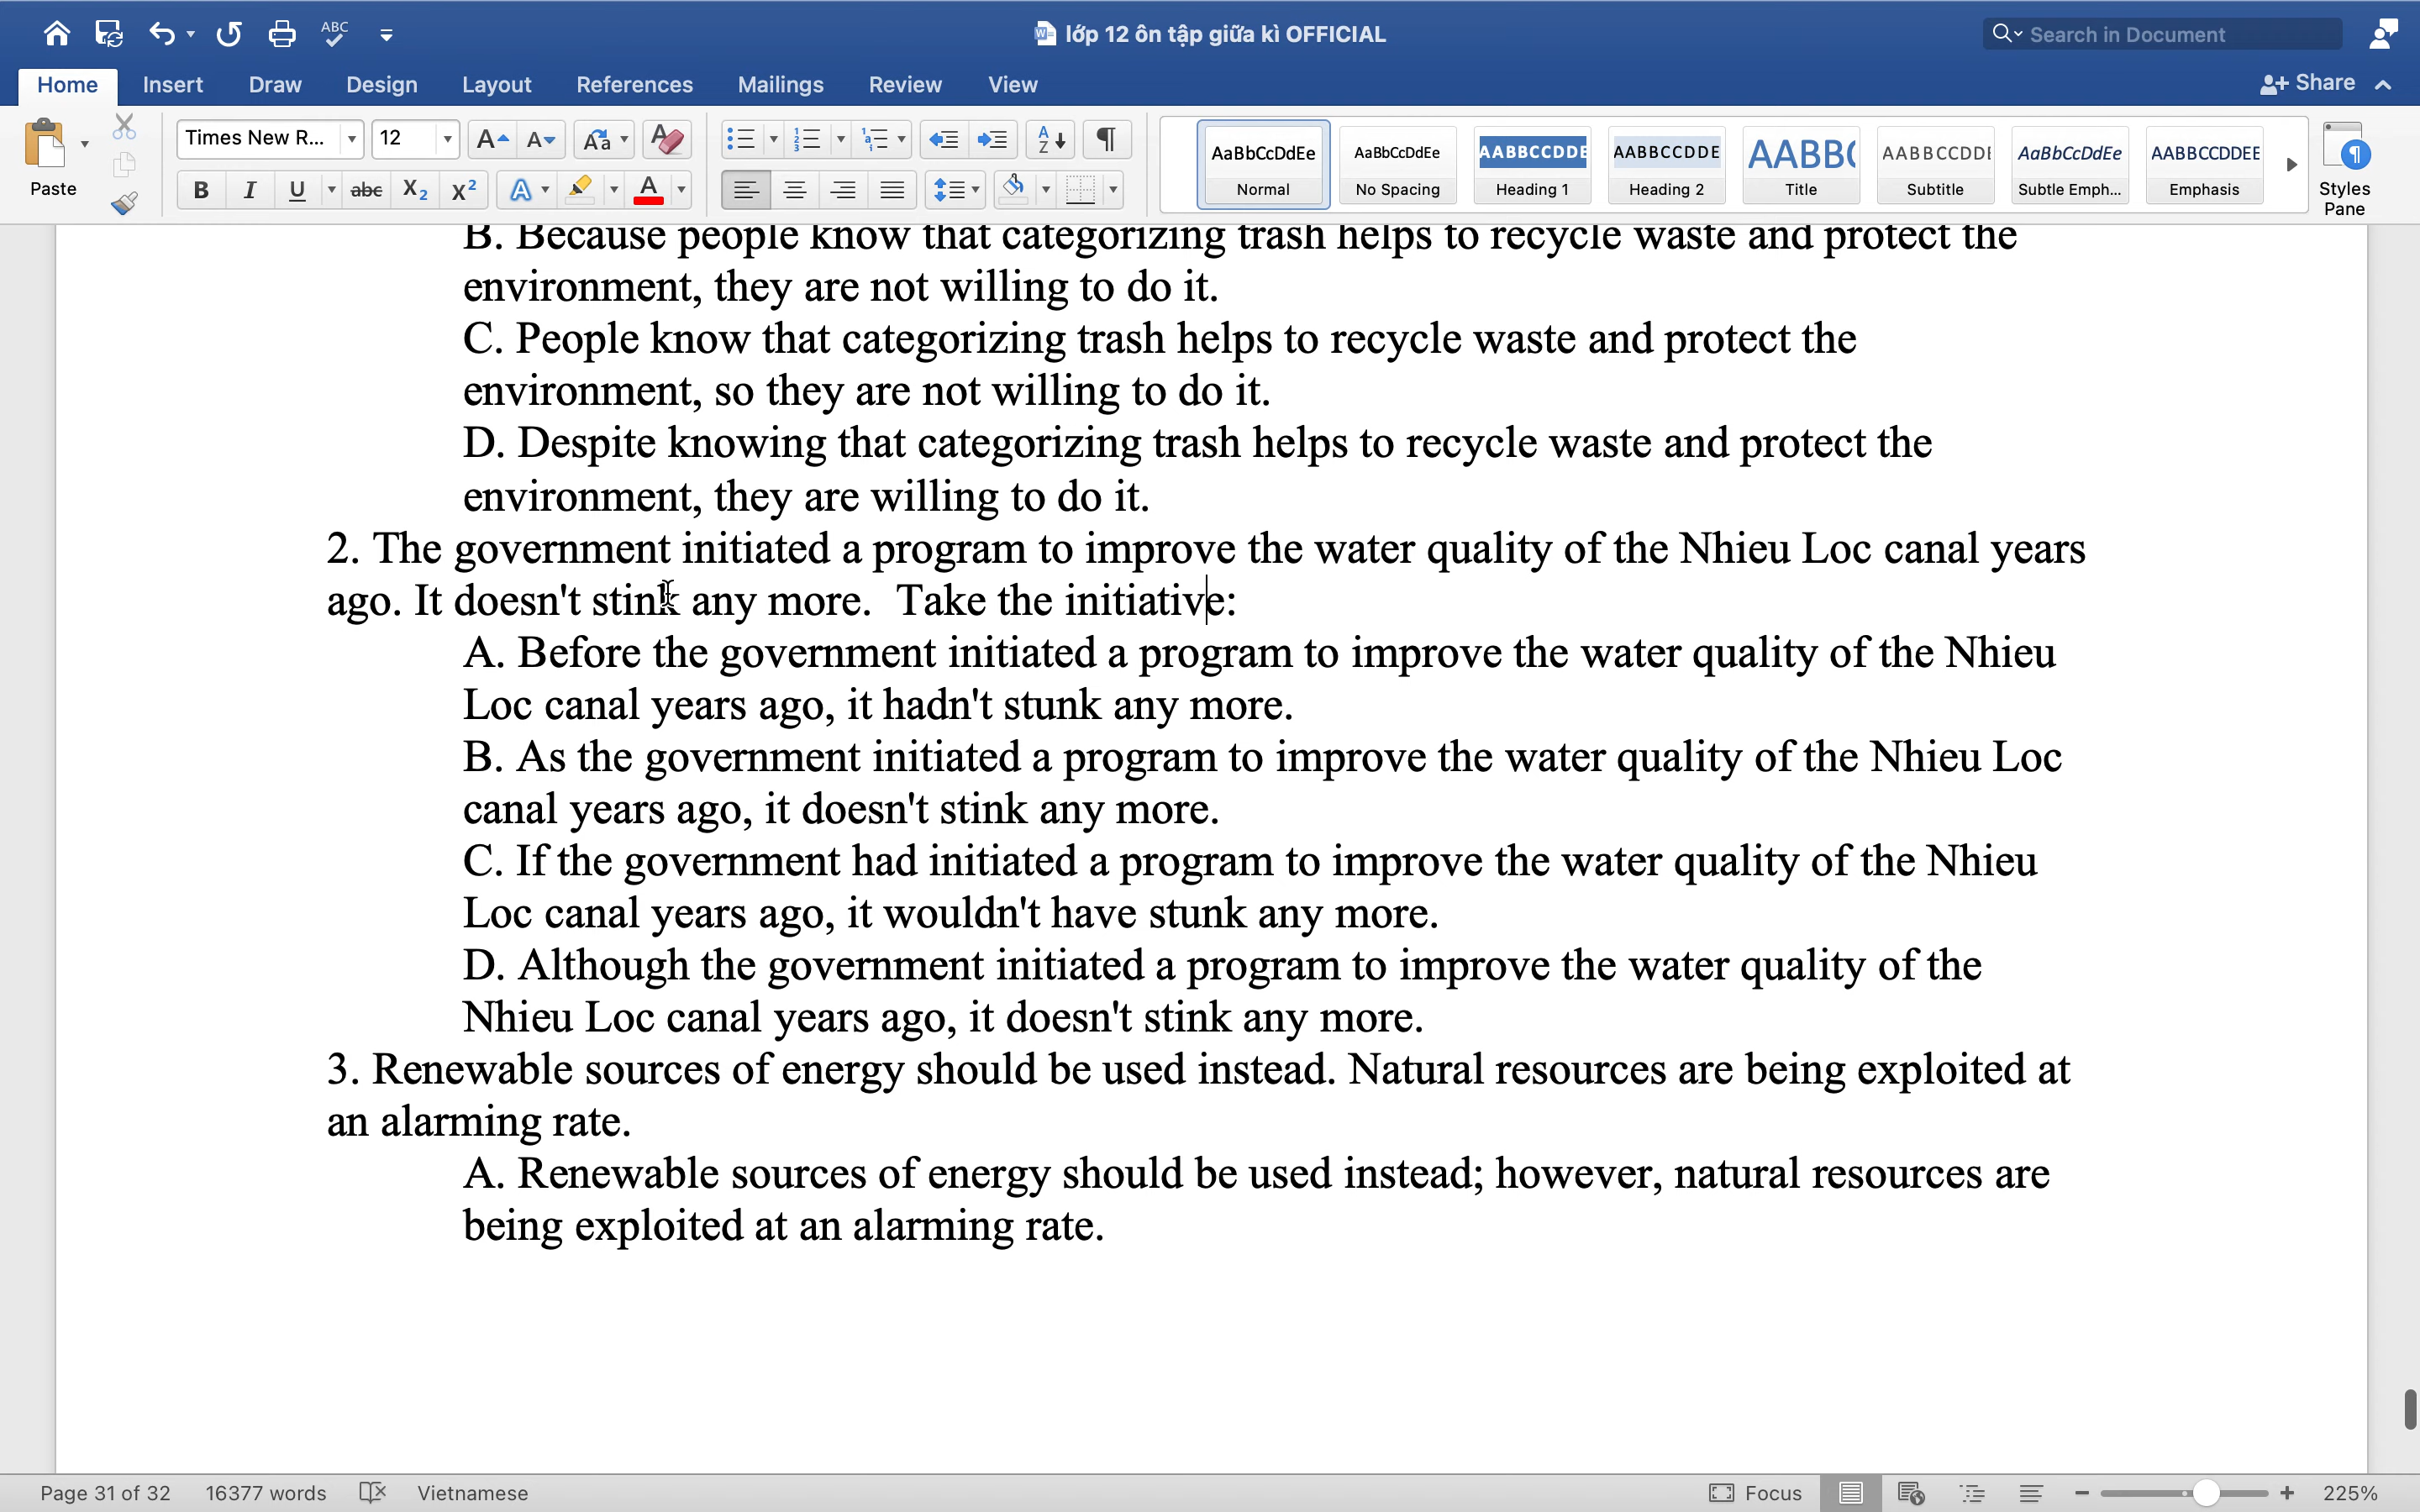 ABC
lớp 12 ôn tập giữa kì OFFICIAL
Search in Document
Home Insert Draw Design Layout References Mailings Review View
Share
Paste
Times New R... 12
AaBbCcDdEe Normal
AaBbCcDdEe No Spacing
AABBCCDDE Heading 1
AABBCCDDE Heading 2
AABB( Title
AABBCCDDE Subtitle
AaBbCcDdEe Subtle Emph...
AABBCCDDEE Emphasis
Styles Pane
B. Because people know that categorizing trash helps to recycle waste and protect the
environment, they are not willing to do it.
C. People know that categorizing trash helps to recycle waste and protect the
environment, so they are not willing to do it.
D. Despite knowing that categorizing trash helps to recycle waste and protect the
environment, they are willing to do it.
2. The government initiated a program to improve the water quality of the Nhieu Loc canal years
ago. It doesn't stink any more.  Take the initiative:
A. Before the government initiated a program to improve the water quality of the Nhieu
Loc canal years ago, it hadn't stunk any more.
B. As the government initiated a program to improve the water quality of the Nhieu Loc
canal years ago, it doesn't stink any more.
C. If the government had initiated a program to improve the water quality of the Nhieu
Loc canal years ago, it wouldn't have stunk any more.
D. Although the government initiated a program to improve the water quality of the
Nhieu Loc canal years ago, it doesn't stink any more.
3. Renewable sources of energy should be used instead. Natural resources are being exploited at
an alarming rate.
A. Renewable sources of energy should be used instead; however, natural resources are
being exploited at an alarming rate.
Page 31 of 32 16377 words Vietnamese Focus 225%